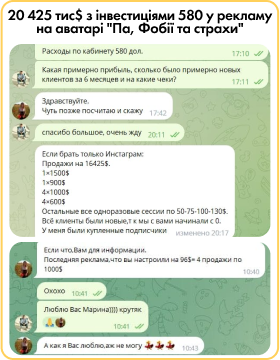 20 425 тис$ з інвестиціями 580 у рекламу
на аватарі "Па, Фобії та страхи"
Расходы по кабинету 580 дол.
17:10
Какая примерно прибыль, сколько было примерно новых
клиентов за 6 месяцев и на какие чеки?
17:11
Здравствуйте.
Чуть позже посчитаю и скажу
17:42
спасибо большое, очень жду 20:11
Если брать только Инстаграм:
Продажи на 16425$.
1×1500$
1×900$
4×1000$
4×600$
Остальные все одноразовые сессии по 50-75-100-130$.
Всё клиенты были новые,т к мы с вами начинали с 0.
У меня были купленные подписчики изменено 20:17
Если что,Вам для информации.
Последняя реклама,что вы настроили на 96$= 4 продажи по
1000$
10:40
Охохо 10:41
Люблю Вас Марина)))) крутяк
10:41
А как я Вас люблю,аж не могу 10:43